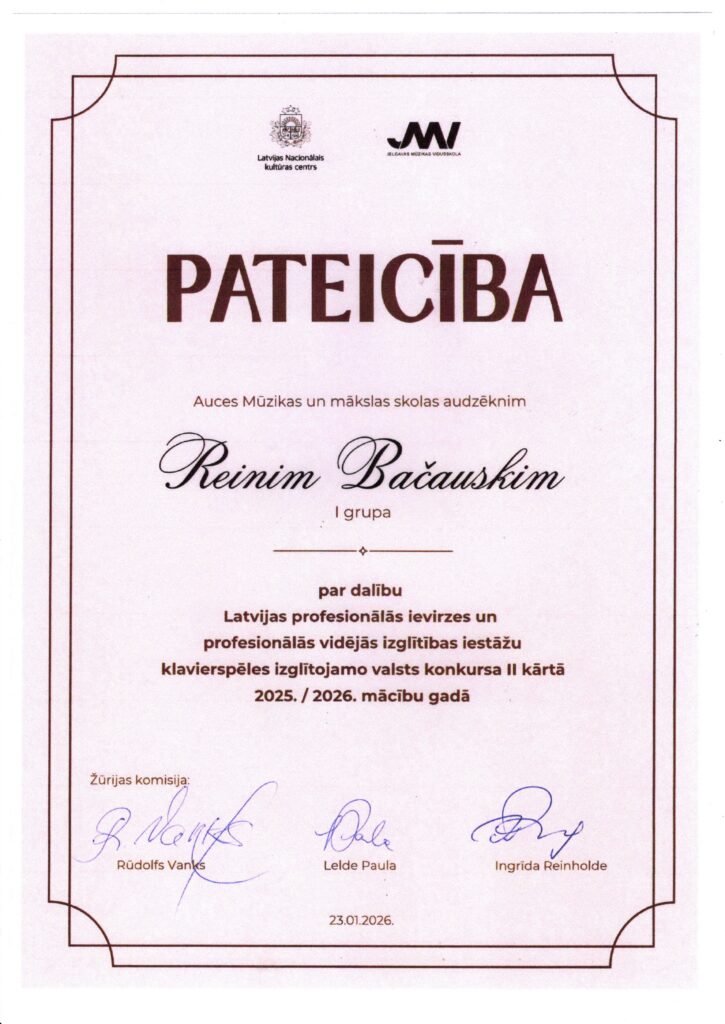 Latvijas Nacionālais
kultūras centrs
JMV
JELGAVAS MŪZIKAS VIDUSSKOLA
PATEICĪBA
Auces Mūzikas un mākslas skolas audzēknim
Reinim Bačauskim
I grupa
par dalību
Latvijas profesionālās ievirzes un
profesionālās vidējās izglītības iestāžu
klavierspēles izglītojamo valsts konkursa II kārtā
2025. / 2026. mācību gadā
Žūrijas komisija:
R Vanks
Rūdolfs Vanks
Lelde Paula
Ingrīda Reinholde
23.01.2026.